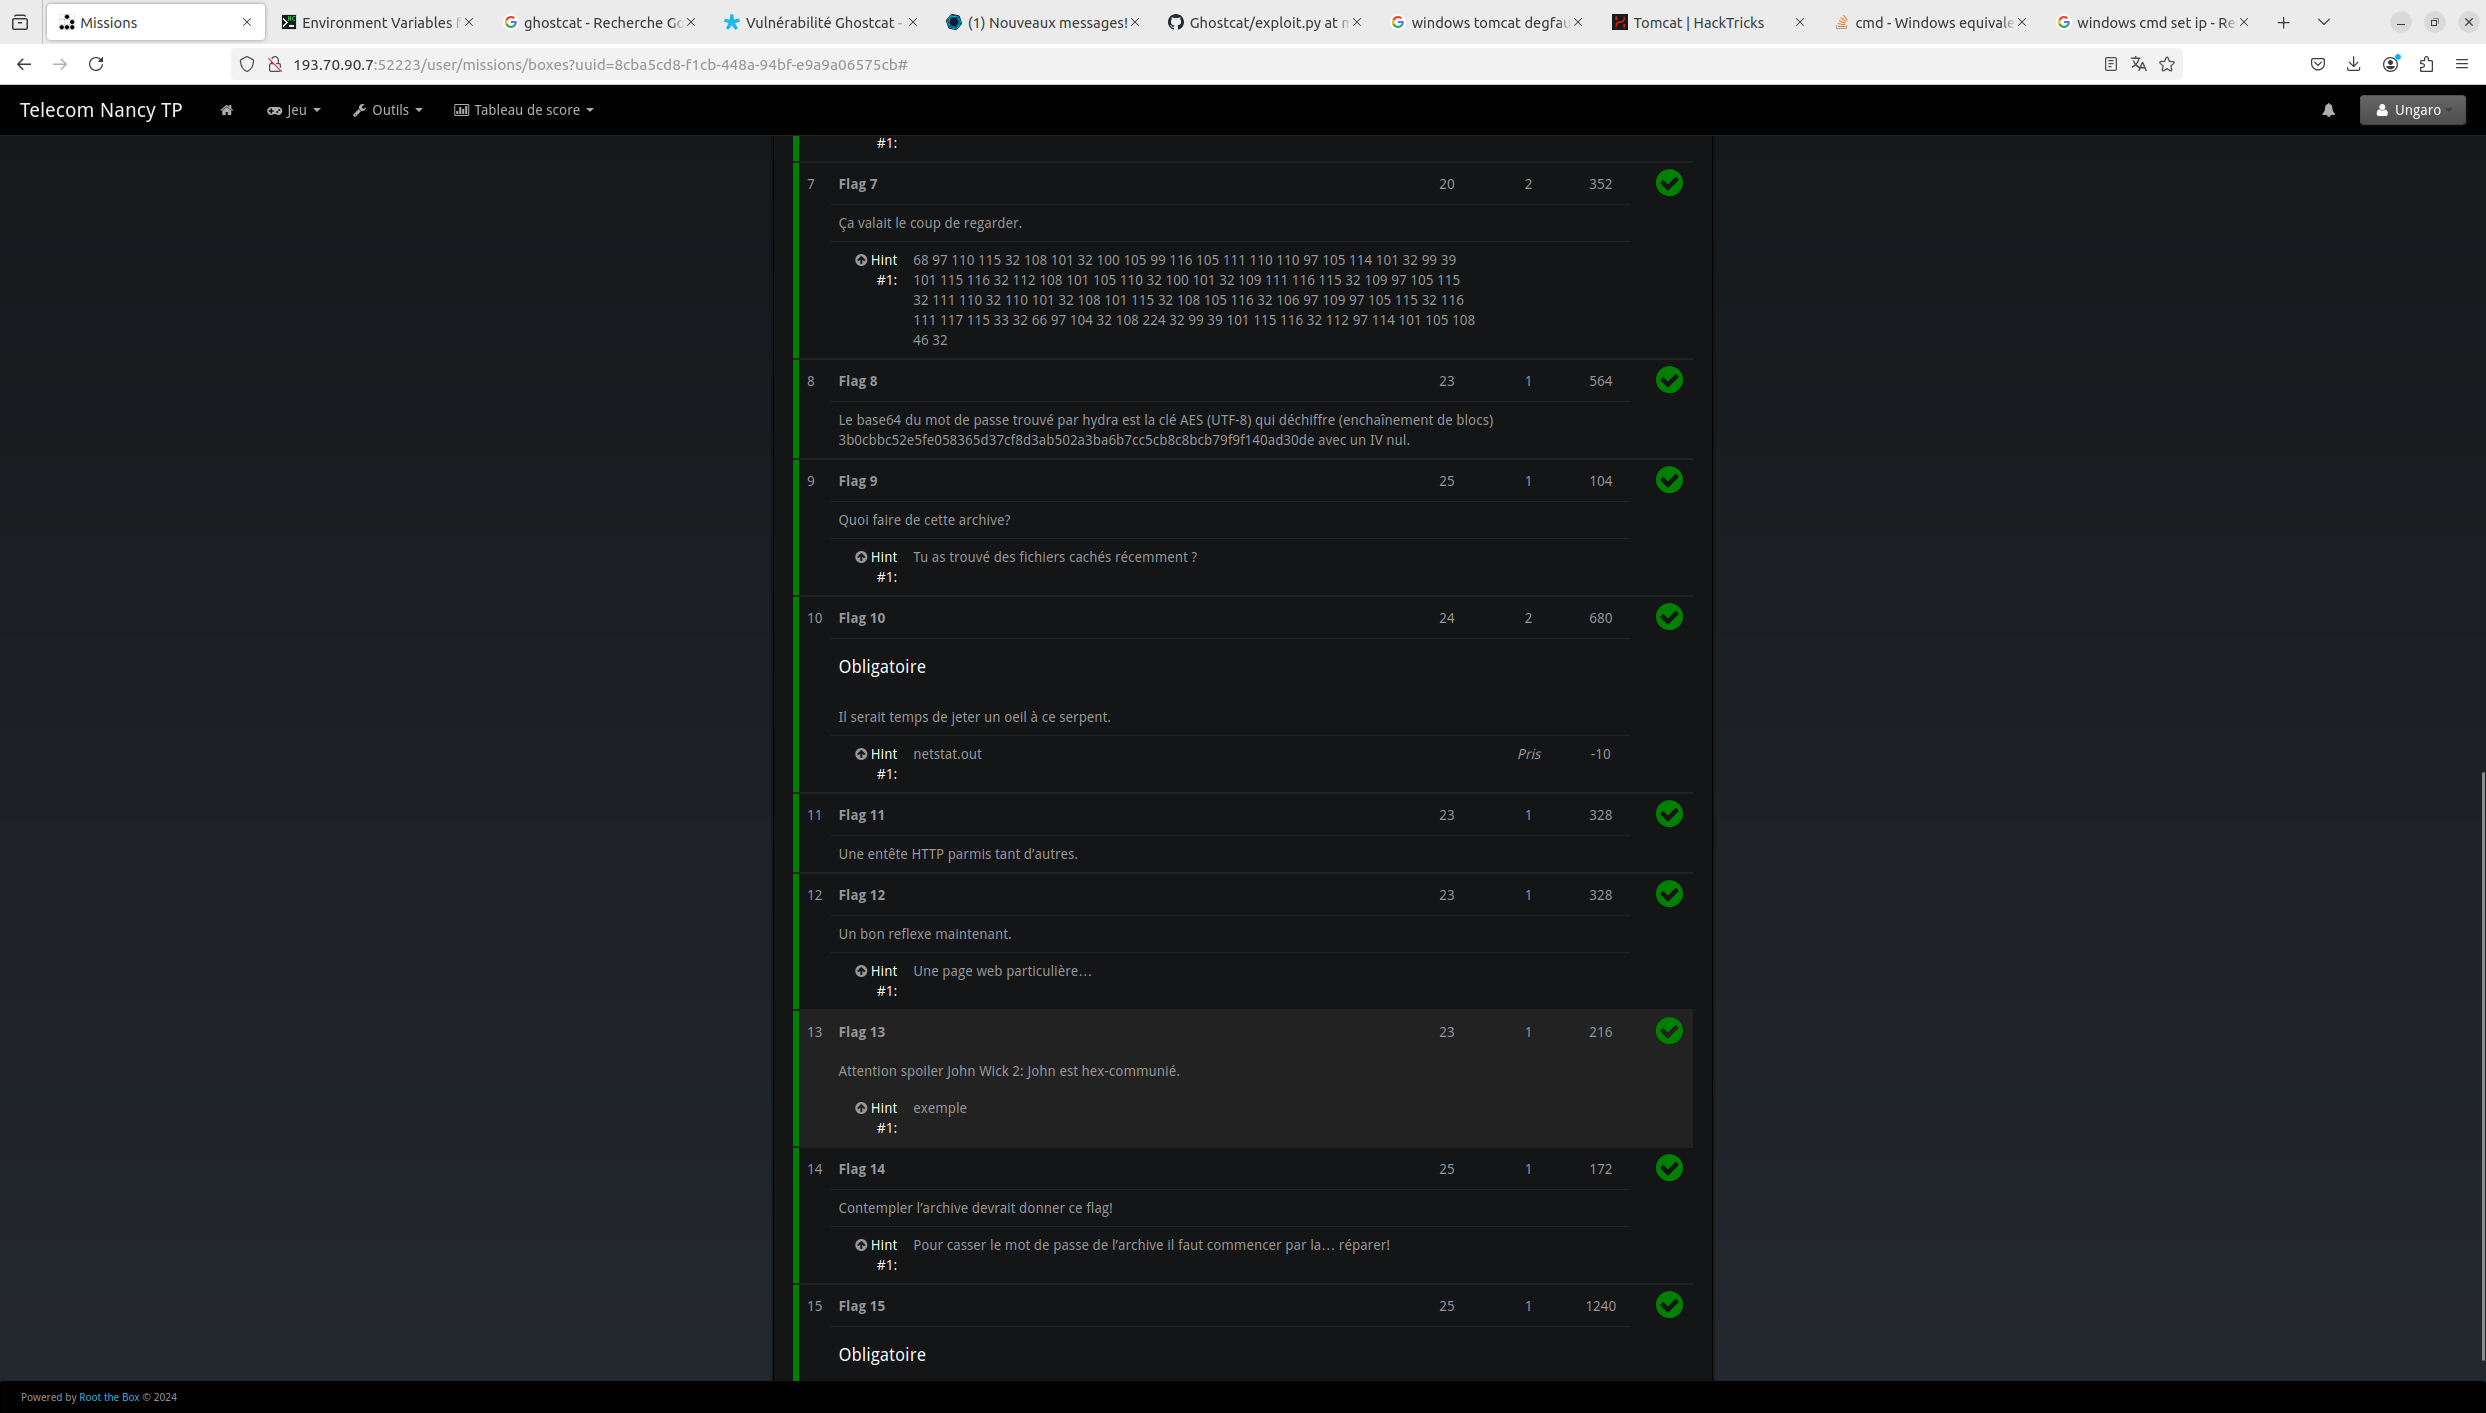 Missions
Environment Variables f
ghostcat - Recherche Go
Vulnérabilité Ghostcat -
(1) Nouveaux messages!
Ghostcat/exploit.py at m
windows tomcat degfau
Tomcat | HackTricks
cmd - Windows equivale
windows cmd set ip - Re
193.70.90.7:52223/user/missions/boxes?uuid=8cba5cd8-f1cb-448a-94bf-e9a9a06575cb#
Telecom Nancy TP
Jeu
Outils
Tableau de score
Ungaro
#1:
7 Flag 7 20 2 352
Ça valait le coup de regarder.
Hint 68 97 110 115 32 108 101 32 100 105 99 116 105 111 110 110 97 105 114 101 32 99 39
#1: 101 115 116 32 112 108 101 105 110 32 100 101 32 109 111 116 115 32 109 97 105 115
32 111 110 32 110 101 32 108 101 115 32 108 105 116 32 106 97 109 97 105 115 32 116
111 117 115 33 32 66 97 104 32 108 224 32 99 39 101 115 116 32 112 97 114 101 105 108
46 32
8 Flag 8 23 1 564
Le base64 du mot de passe trouvé par hydra est la clé AES (UTF-8) qui déchiffre (enchaînement de blocs)
3b0cbbc52e5fe058365d37cf8d3ab502a3ba6b7cc5cb8c8bcb79f9f140ad30de avec un IV nul.
9 Flag 9 25 1 104
Quoi faire de cette archive?
Hint Tu as trouvé des fichiers cachés récemment ?
#1:
10 Flag 10 24 2 680
Obligatoire
Il serait temps de jeter un oeil à ce serpent.
Hint netstat.out Pris -10
#1:
11 Flag 11 23 1 328
Une entête HTTP parmis tant d’autres.
12 Flag 12 23 1 328
Un bon reflexe maintenant.
Hint Une page web particulière…
#1:
13 Flag 13 23 1 216
Attention spoiler John Wick 2: John est hex-communié.
Hint exemple
#1:
14 Flag 14 25 1 172
Contempler l’archive devrait donner ce flag!
Hint Pour casser le mot de passe de l’archive il faut commencer par la… réparer!
#1:
15 Flag 15 25 1 1240
Obligatoire
Powered by Root the Box © 2024